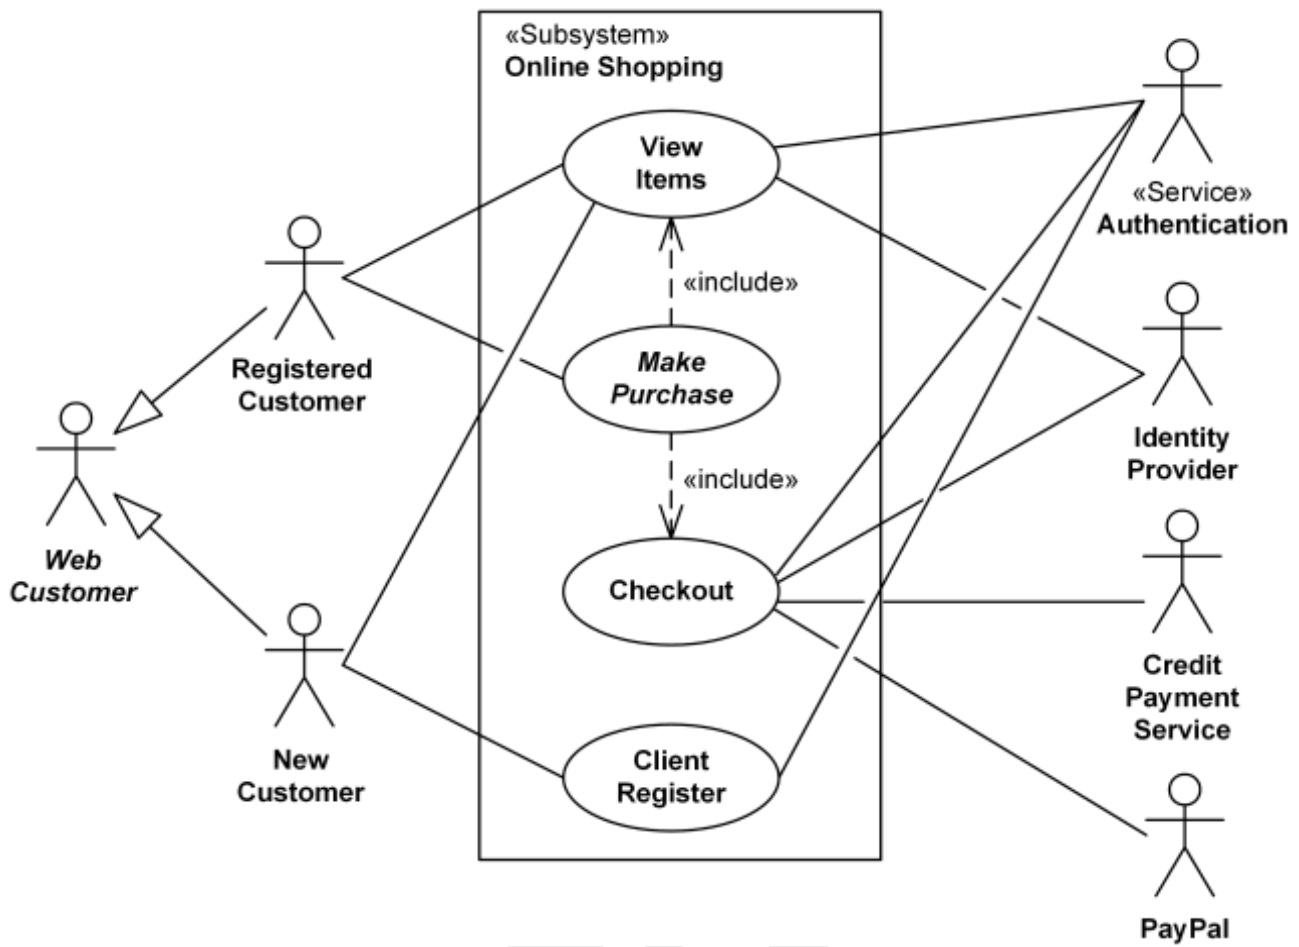 «Subsystem»
Online Shopping
View
Items
«include»
Make
Purchase
«include»
Checkout
Client
Register
Registered
Customer
Web
Customer
New
Customer
«Service»
Authentication
Identity
Provider
Credit
Payment
Service
PayPal